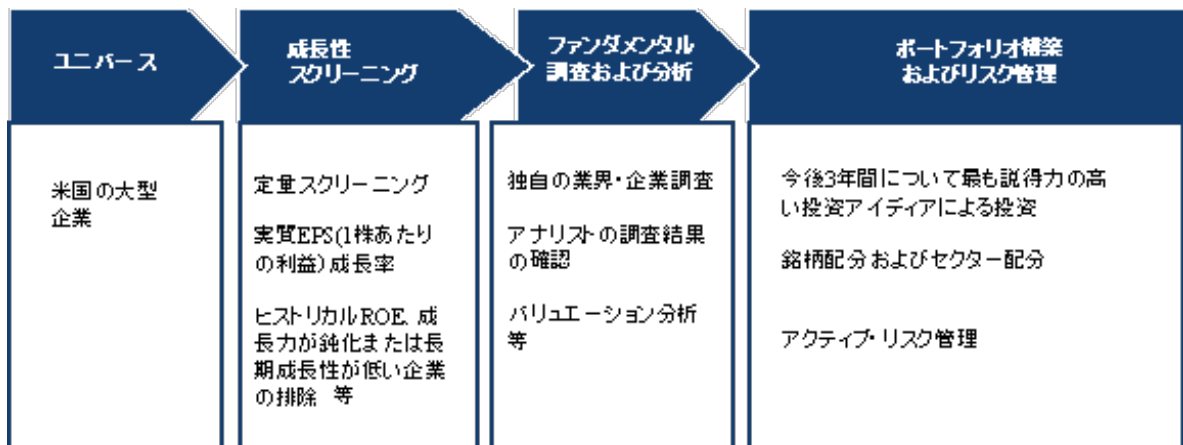 ユニバース
成長性
スクリーニング
ファンダメンタル
調査および分析
ポートフォリオ構築
およびリスク管理
米国の大型
企業
定量スクリーニング
実質EPS(1株あたり
の利益)成長率
ヒストリカルROE、成
長力が鈍化または長
期成長性が低い企業
の排除 等
独自の業界・企業調査
アナリストの調査結果
の確認
バリュエーション分析
等
今後3年間について最も説得力の高
い投資アイディアによる投資
銘柄配分およびセクター配分
アクティブ・リスク管理